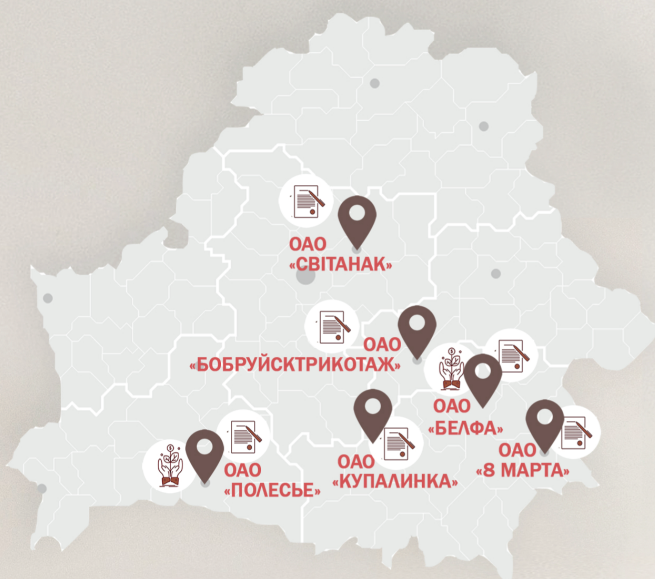 ОАО
«СВІТАНАК»
ОАО
«БОБРУЙСКТРИКОТАЖ»
ОАО
«БЕЛФА»
ОАО
«8 МАРТА»
ОАО
«КУПАЛИНКА»
ОАО
«ПОЛЕСЬЕ»